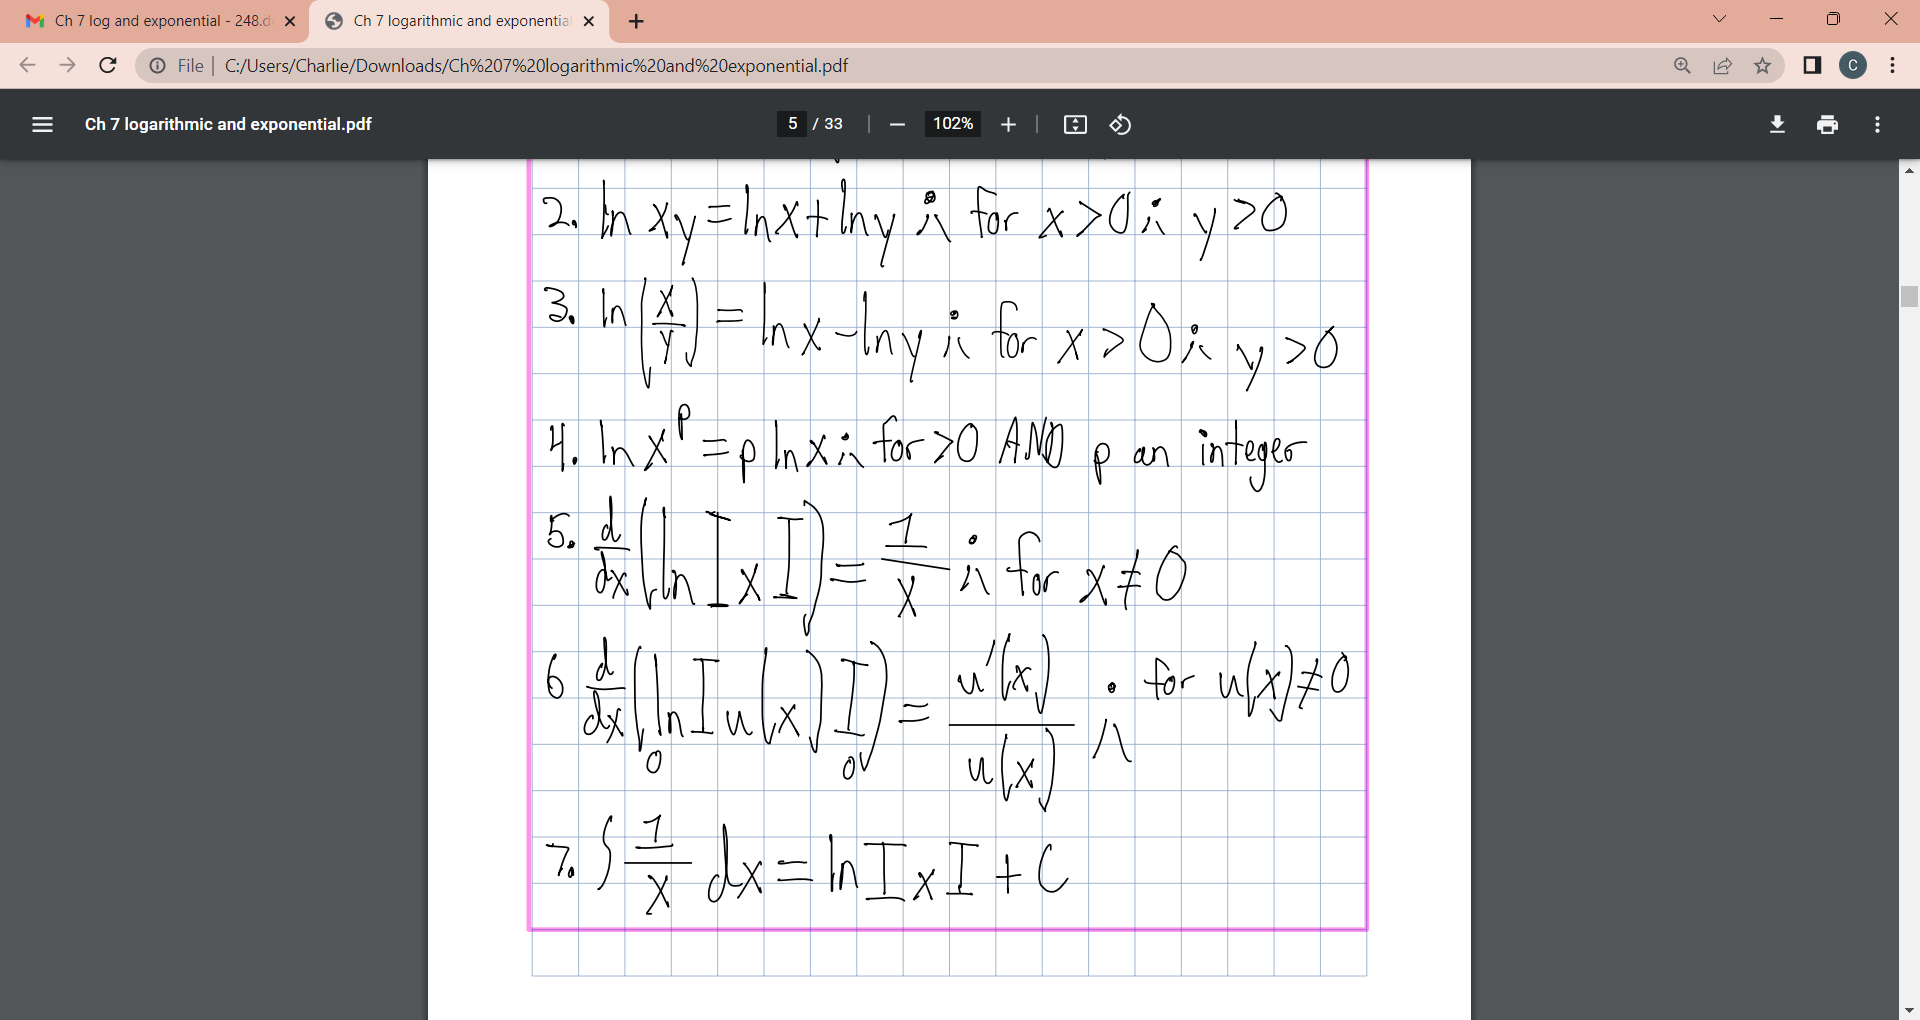 Ch 7 log and exponential - 248.d
Ch 7 logarithmic and exponentia
File | C:/Users/Charlie/Downloads/Ch%207%20logarithmic%20and%20exponential.pdf
C
Ch 7 logarithmic and exponential.pdf
5 / 33
102%
2. ln xy = ln x + ln y ; for x > 0 ; y > 0
3. ln(x/y) = ln x - ln y ; for x > 0 ; y > 0
4. ln x^p = p ln x ; for > 0 AND p an integer
5. d/dx (ln I x I) = 1/x ; for x ≠ 0
6 d/dx (ln I u(x) I) = u'(x)/u(x) ; for u(x) ≠ 0
7. ∫ 1/x dx = ln I x I + C